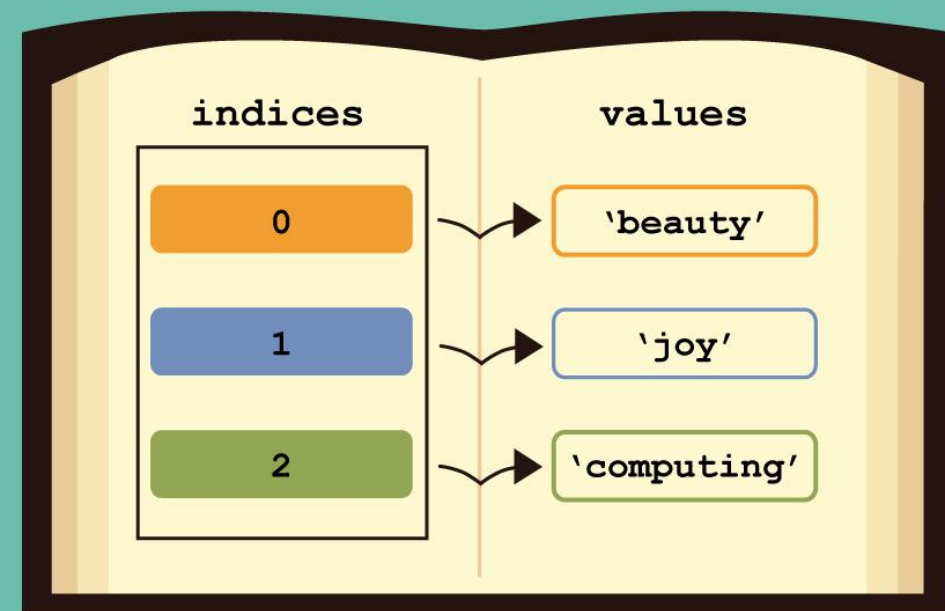 indices values
0 ‘beauty’
1 ‘joy’
2 ‘computing’